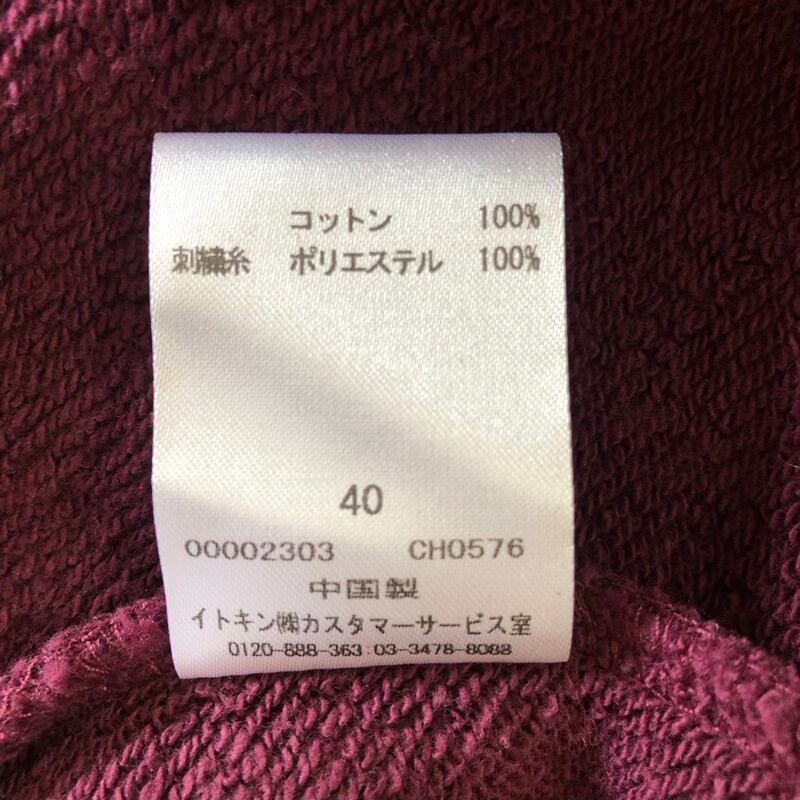 コットン 100%
刺繍糸 ポリエステル 100%
40
00002303 CH0576
中国製
イトキン㈱カスタマーサービス室
0120-888-363 03-3478-8088